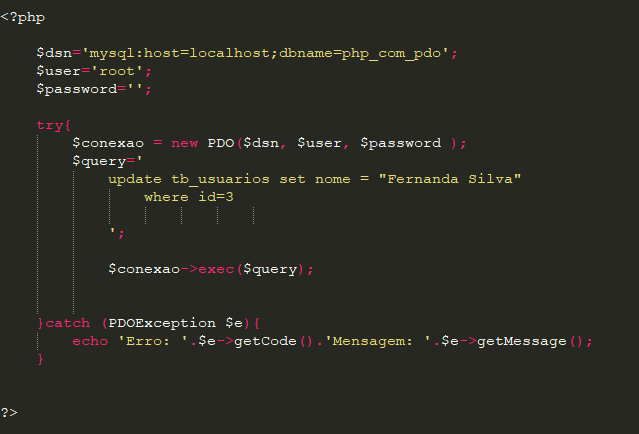 <?php
$dsn='mysql:host=localhost;dbname=php_com_pdo';
$user='root';
$password='';
try{
$conexao = new PDO($dsn, $user, $password );
$query='
update tb_usuarios set nome = "Fernanda Silva"
where id=3
';
$conexao->exec($query);
}catch (PDOException $e){
echo 'Erro: '.$e->getCode().'Mensagem: '.$e->getMessage();
}
?>